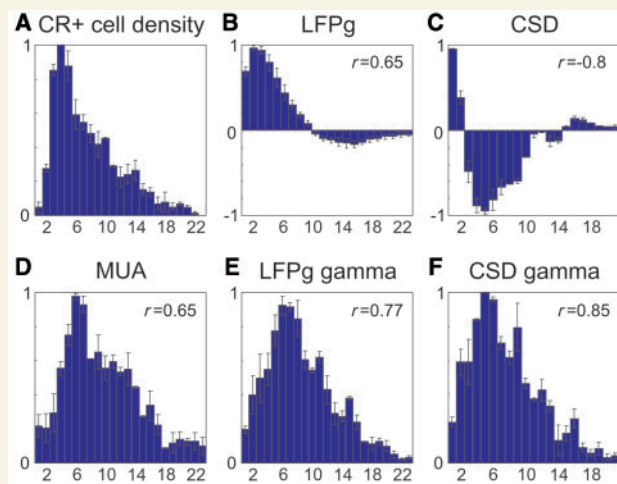 A CR+ cell density
B LFPg
C CSD
1
0
2 6 10 14 18 22
1
0
-1
r=0.65
2 6 10 14 18 22
1
0
-1
r=-0.8
2 6 10 14 18
D MUA
E LFPg gamma
F CSD gamma
1
0
r=0.65
2 6 10 14 18 22
1
0
r=0.77
2 6 10 14 18 22
1
0
r=0.85
2 6 10 14 18